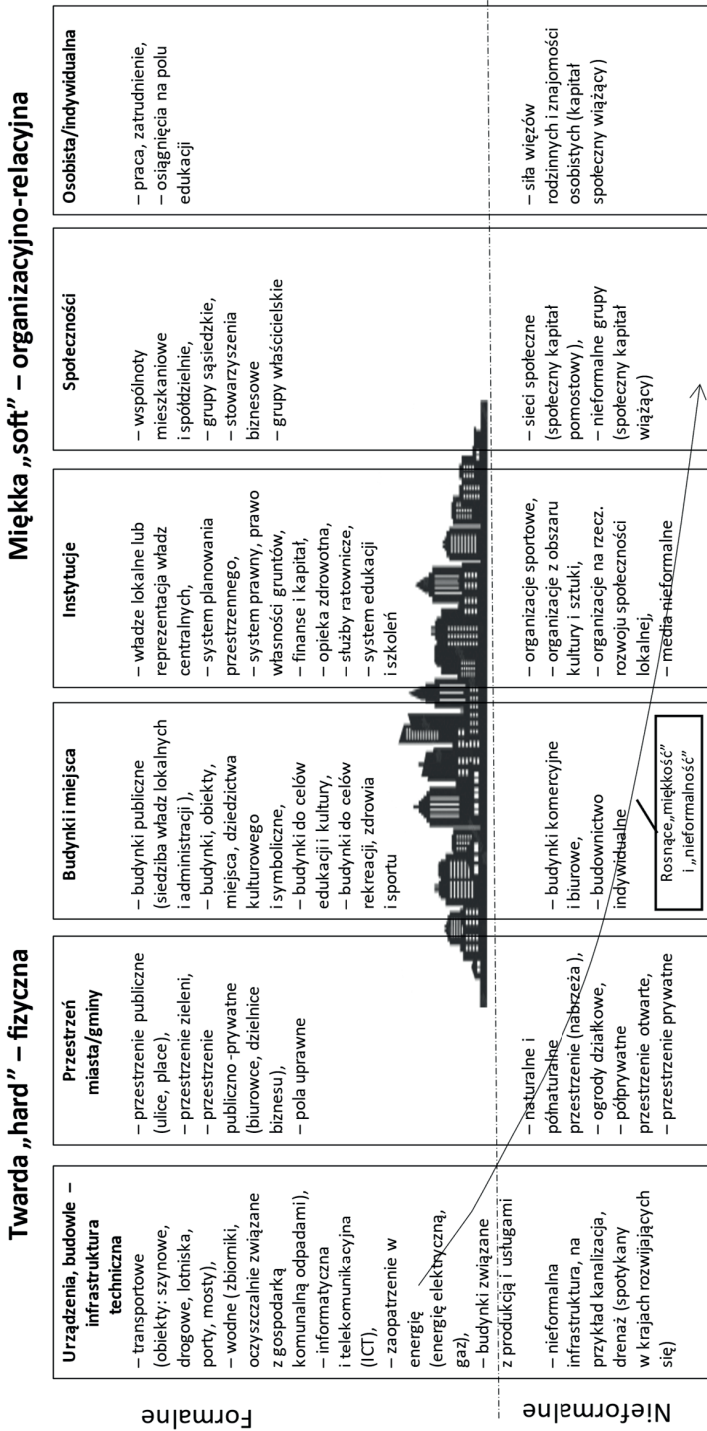 Twarda „hard” – fizyczna
Miękka „soft” – organizacyjno-relacyjna
Formalne
Nieformalne
Urządzenia, budowle –
infrastruktura
techniczna
– transportowe
(obiekty: szynowe,
drogowe, lotniska,
porty, mosty),
– wodne ( zbiorniki,
oczyszczalnie związane
z gospodarką
komunalną odpadami),
– informatyczna
i telekomunikacyjna
(ICT),
– zaopatrzenie w
energię
(energię elektryczną,
gaz),
– budynki związane
z produkcją i usługami
– nieformalna
infrastruktura, na
przykład kanalizacja,
drenaż (spotykany
w krajach rozwijających
się)
Przestrzeń
miasta/gminy
– przestrzenie publiczne
(ulice, place),
– przestrzenie zieleni,
– przestrzenie
publiczno -prywatne
(biurowce, dzielnice
biznesu),
– pola uprawne
– naturalne i
półnaturalne
przestrzenie (nabrzeża ),
– ogrody działkowe,
– półprywatne
przestrzenie otwarte,
– przestrzenie prywatne
Budynki i miejsca
– budynki publiczne
(siedziba władz lokalnych
i administracji ),
– budynki, obiekty,
miejsca, dziedzictwa
kulturowego
i symboliczne,
– budynki do celów
edukacji i kultury,
– budynki do celów
rekreacji, zdrowia
i sportu
– budynki komercyjne
i biurowe,
– budownictwo
indywidualne
Rosnące„miękkość”
i „nieformalność”
Instytucje
– władze lokalne lub
reprezentacja władz
centralnych,
– system planowania
przestrzennego,
– system prawny, prawo
własności gruntów,
– finanse i kapitał,
– opieka zdrowotna,
– służby ratownicze,
– system edukacji
i szkoleń
– organizacje sportowe,
– organizacje z obszaru
kultury i sztuki,
– organizacje na rzecz.
rozwoju społeczności
lokalnej,
– media nieformalne
Społeczności
– wspólnoty
mieszkaniowe
i spółdzielnie,
– grupy sąsiedzkie,
– stowarzyszenia
biznesowe
– grupy właścicielskie
– sieci społeczne
(społeczny kapitał
pomostowy),
– nieformalne grupy
(społeczny kapitał
wiążący)
Osobista/indywidualna
– praca, zatrudnienie,
– osiągnięcia na polu
edukacji
– siła więzów
rodzinnych i znajomości
osobistych (kapitał
społeczny wiążący )